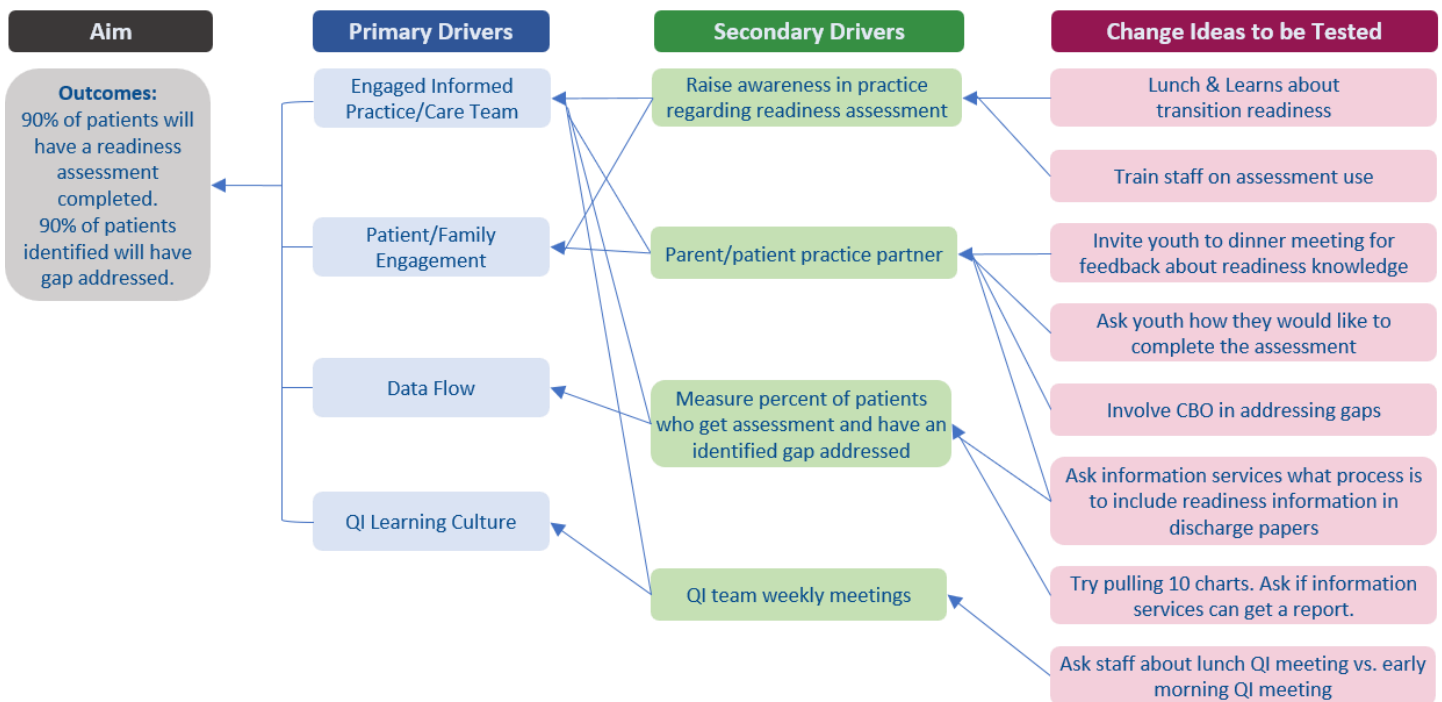 Aim
Primary Drivers
Secondary Drivers
Change Ideas to be Tested
Outcomes:
90% of patients will
have a readiness
assessment
completed.
90% of patients
identified will have
gap addressed.
Engaged Informed
Practice/Care Team
Patient/Family
Engagement
Data Flow
QI Learning Culture
Raise awareness in practice
regarding readiness assessment
Parent/patient practice partner
Measure percent of patients
who get assessment and have an
identified gap addressed
QI team weekly meetings
Lunch & Learns about
transition readiness
Train staff on assessment use
Invite youth to dinner meeting for
feedback about readiness knowledge
Ask youth how they would like to
complete the assessment
Involve CBO in addressing gaps
Ask information services what process is
to include readiness information in
discharge papers
Try pulling 10 charts. Ask if information
services can get a report.
Ask staff about lunch QI meeting vs. early
morning QI meeting